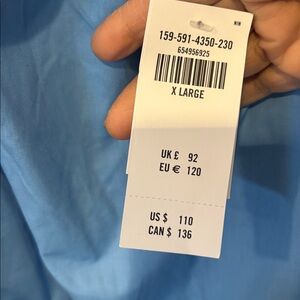 159-591-4350-230
654956925
X LARGE
UK £ 92
EU € 120
US $ 110
CAN $ 136